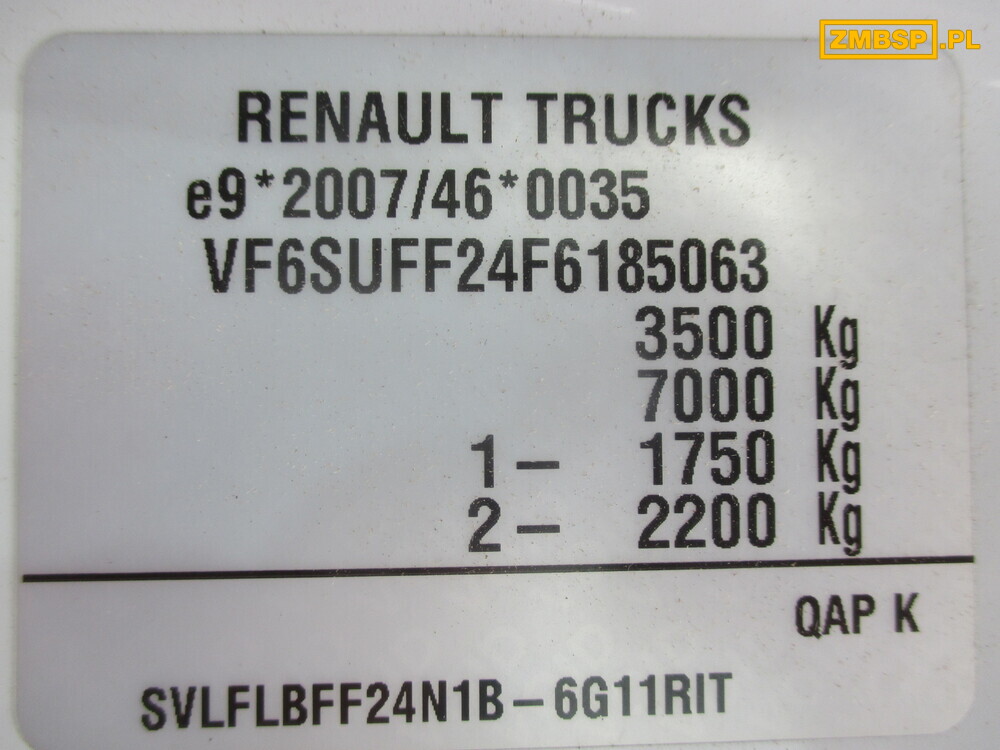 ZMBSP.PL
RENAULT TRUCKS
e9*2007/46*0035
VF6SUFF24F6185063
3500 Kg
7000 Kg
1- 1750 Kg
2- 2200 Kg
QAP K
SVLFLBFF24N1B-6G11RIT